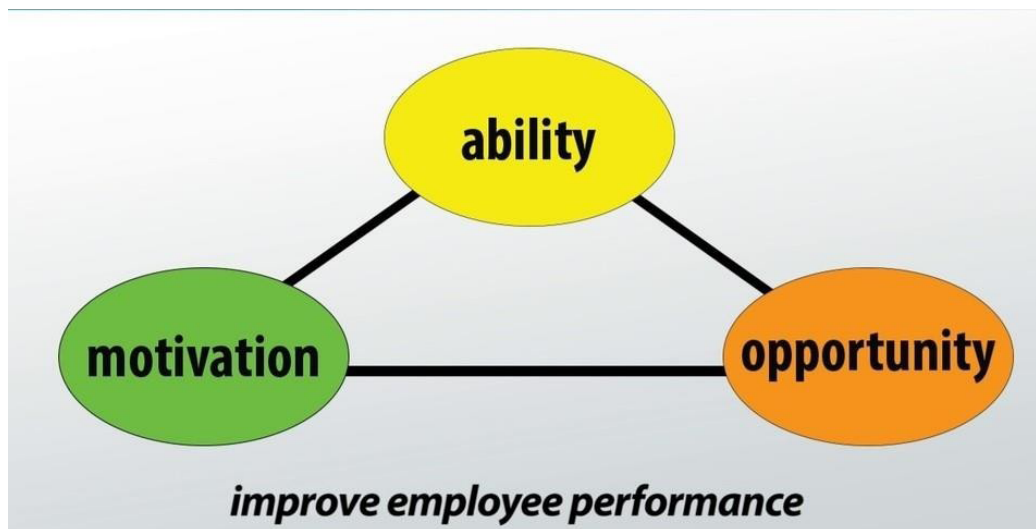 ability
motivation
opportunity
improve employee performance